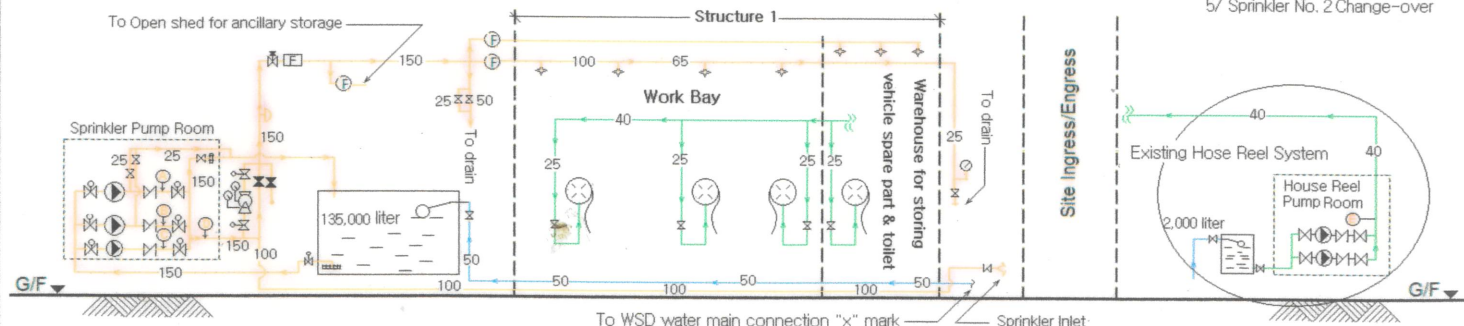 5/ Sprinkler No. 2 Change-over
To Open shed for ancillary storage
Structure 1
F
F
F
F
150
100
65
25
50
Work Bay
Warehouse for storing
vehicle spare part & toilet
To drain
25
To drain
Site Ingress/Engress
40
40
Existing Hose Reel System
House Reel
Pump Room
2,000 liter
Sprinkler Pump Room
25
25
150
150
150
100
150
135,000 liter
40
25
25
25
25
50
50
50
50
100
100
100
G/F
G/F
To WSD water main connection "x" mark
Sprinkler Inlet